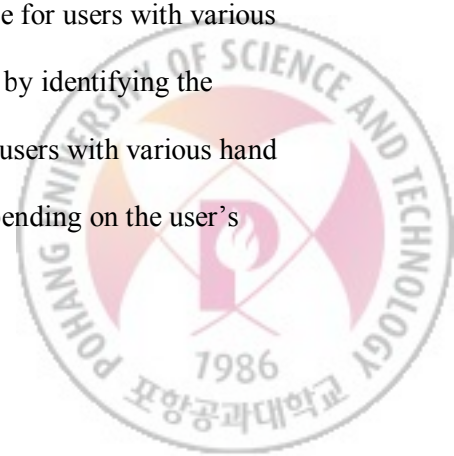 e for users with various
by identifying the
users with various hand
ending on the user's
POHANG UNIVERSITY OF SCIENCE AND TECHNOLOGY
1986
포항공과대학교